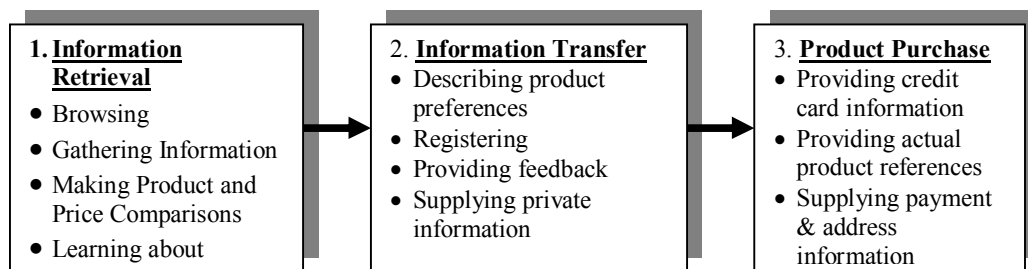 1. Information
Retrieval
• Browsing
• Gathering Information
• Making Product and
Price Comparisons
• Learning about
2. Information Transfer
• Describing product
preferences
• Registering
• Providing feedback
• Supplying private
information
3. Product Purchase
• Providing credit
card information
• Providing actual
product references
• Supplying payment
& address
information